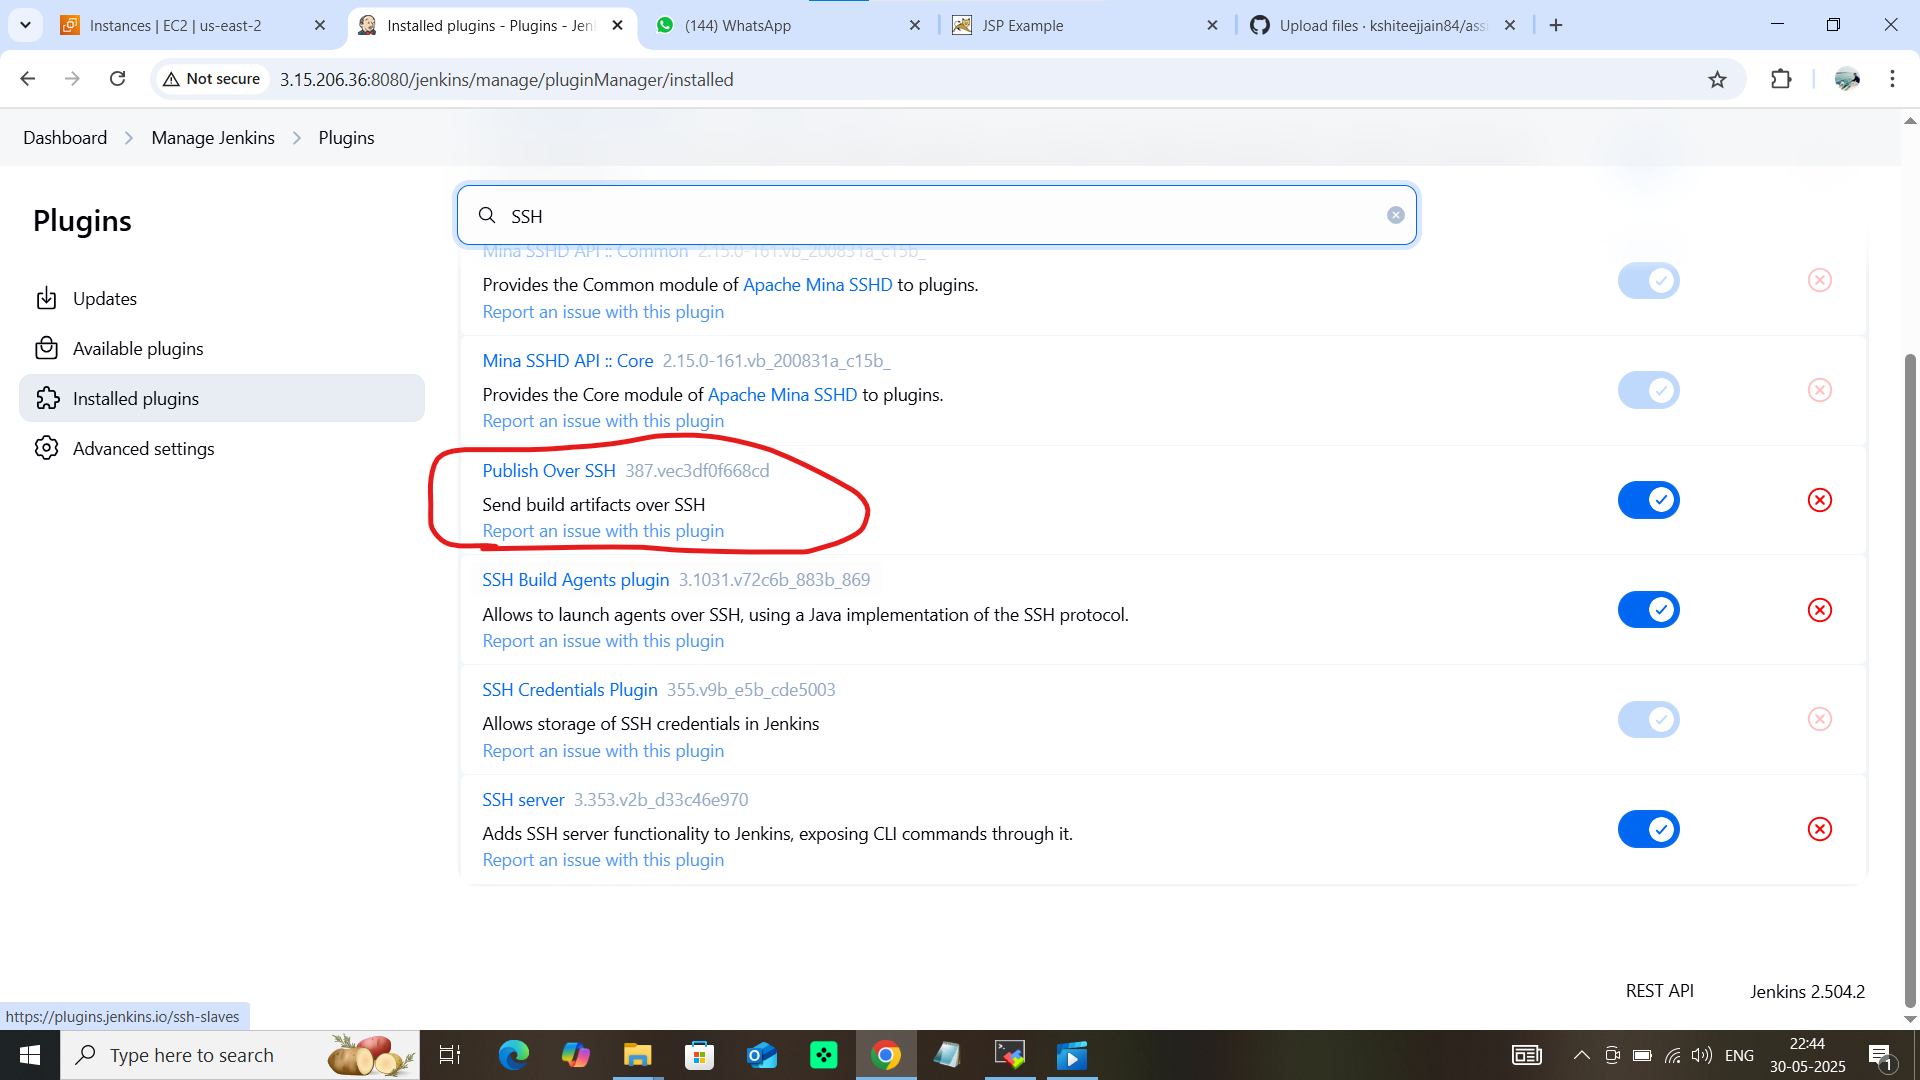 Instances | EC2 | us-east-2
Installed plugins - Plugins - Jen
(144) WhatsApp
JSP Example
Upload files · kshiteejjain84/ass
Not secure
3.15.206.36:8080/jenkins/manage/pluginManager/installed
Dashboard
Manage Jenkins
Plugins
Plugins
SSH
Updates
Available plugins
Installed plugins
Advanced settings
Mina SSHD API :: Common 2.15.0-161.vb_200831a_c15b_
Provides the Common module of Apache Mina SSHD to plugins.
Report an issue with this plugin
Mina SSHD API :: Core 2.15.0-161.vb_200831a_c15b_
Provides the Core module of Apache Mina SSHD to plugins.
Report an issue with this plugin
Publish Over SSH 387.vec3df0f668cd
Send build artifacts over SSH
Report an issue with this plugin
SSH Build Agents plugin 3.1031.v72c6b_883b_869
Allows to launch agents over SSH, using a Java implementation of the SSH protocol.
Report an issue with this plugin
SSH Credentials Plugin 355.v9b_e5b_cde5003
Allows storage of SSH credentials in Jenkins
Report an issue with this plugin
SSH server 3.353.v2b_d33c46e970
Adds SSH server functionality to Jenkins, exposing CLI commands through it.
Report an issue with this plugin
REST API
Jenkins 2.504.2
https://plugins.jenkins.io/ssh-slaves
Type here to search
ENG
22:44
30-05-2025
1